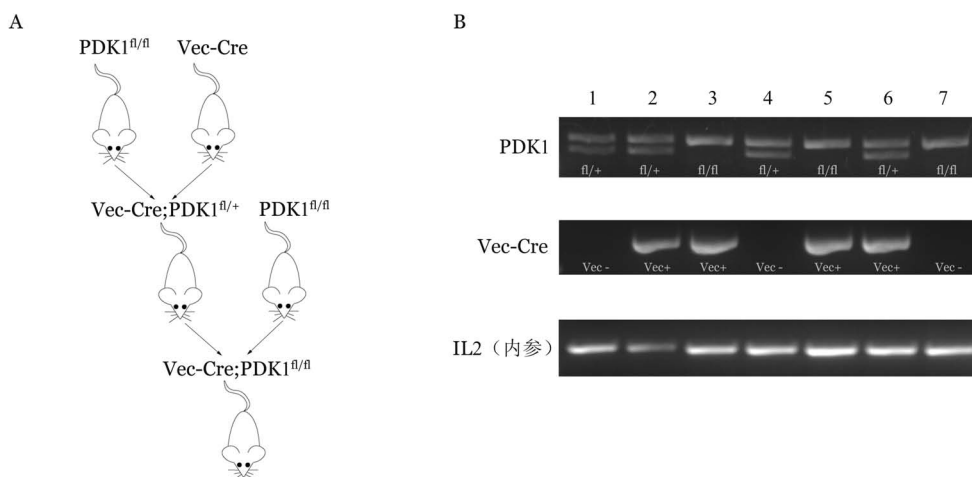 A
PDK1fl/fl Vec-Cre
Vec-Cre;PDK1fl/+ PDK1fl/fl
Vec-Cre;PDK1fl/fl
B
1 2 3 4 5 6 7
PDK1
fl/+ fl/+ fl/fl fl/+ fl/fl fl/+ fl/fl
Vec-Cre
Vec - Vec+ Vec+ Vec - Vec+ Vec+ Vec -
IL2（内参）